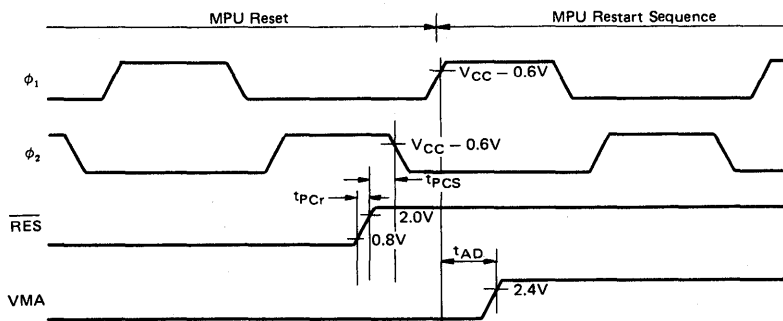 MPU Reset
MPU Restart Sequence
ϕ1
VCC − 0.6V
ϕ2
VCC − 0.6V
tPCS
tPCr
RES
2.0V
0.8V
tAD
VMA
2.4V